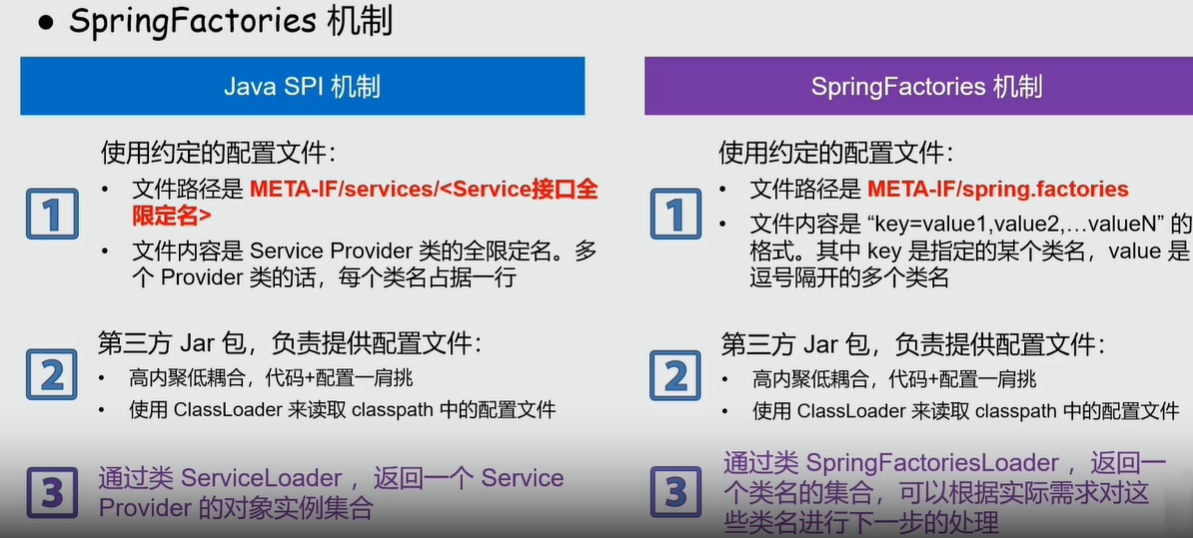 • SpringFactories 机制
Java SPI 机制
使用约定的配置文件：
1
• 文件路径是 META-IF/services/<Service接口全
限定名>
• 文件内容是 Service Provider 类的全限定名。多
个 Provider 类的话，每个类名占据一行
第三方 Jar 包，负责提供配置文件：
2
• 高内聚低耦合，代码+配置一肩挑
• 使用 ClassLoader 来读取 classpath 中的配置文件
3
通过类 ServiceLoader ，返回一个 Service
Provider 的对象实例集合
SpringFactories 机制
使用约定的配置文件：
1
• 文件路径是 META-IF/spring.factories
• 文件内容是 “key=value1,value2,…valueN” 的
格式。其中 key 是指定的某个类名，value 是
逗号隔开的多个类名
第三方 Jar 包，负责提供配置文件：
2
• 高内聚低耦合，代码+配置一肩挑
• 使用 ClassLoader 来读取 classpath 中的配置文件
3
通过类 SpringFactoriesLoader ，返回一
个类名的集合，可以根据实际需求对这
些类名进行下一步的处理